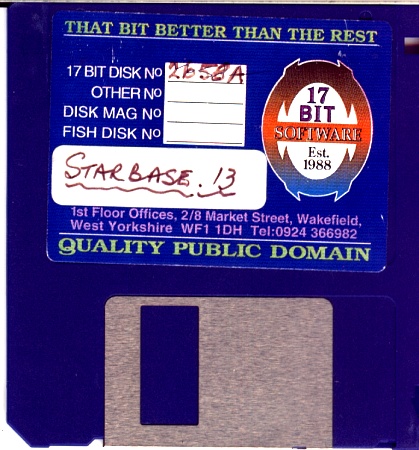 THAT BIT BETTER THAN THE REST
17 BIT DISK No 2658A
OTHER No
DISK MAG No
FISH DISK No
17
BIT
SOFTWARE
Est.
1988
STARBASE. 13
1st Floor Offices, 2/8 Market Street, Wakefield,
West Yorkshire WF1 1DH Tel:0924 366982
QUALITY PUBLIC DOMAIN